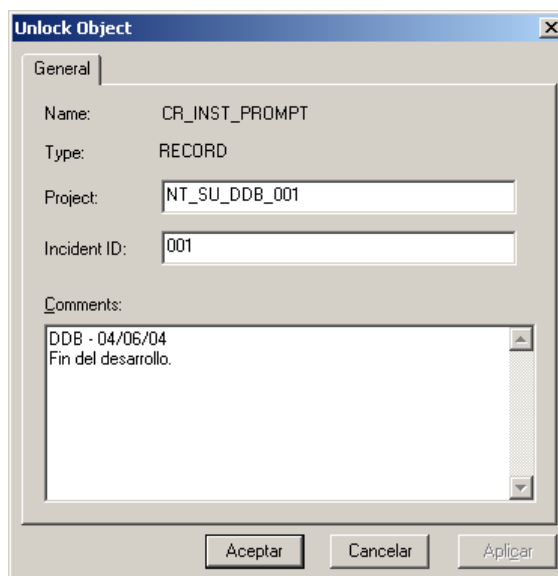 Unlock Object
General
Name: CR_INST_PROMPT
Type: RECORD
Project: NT_SU_DDB_001
Incident ID: 001
Comments:
DDB - 04/06/04
Fin del desarrollo.
Aceptar Cancelar Aplicar